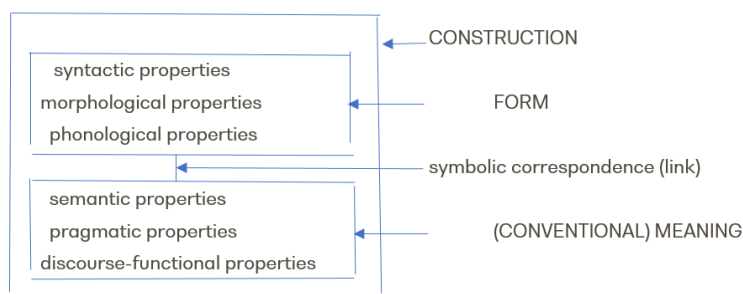 CONSTRUCTION
syntactic properties
morphological properties FORM
phonological properties
symbolic correspondence (link)
semantic properties
pragmatic properties (CONVENTIONAL) MEANING
discourse-functional properties